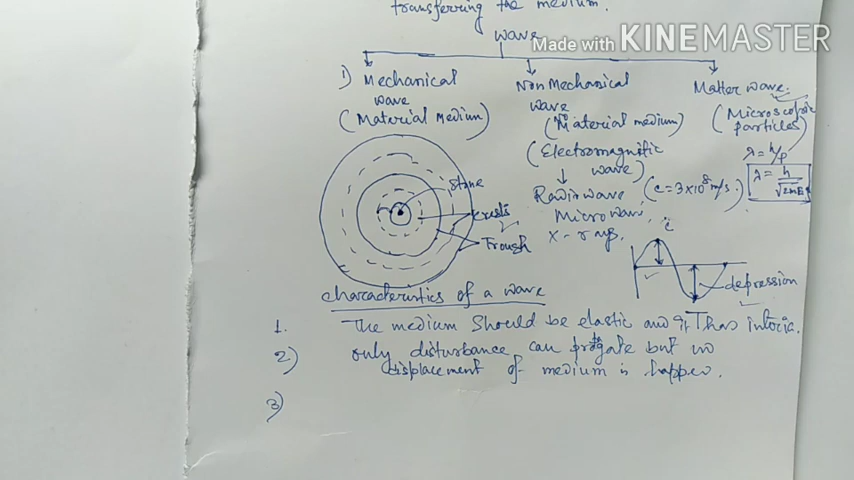 transferring the medium.
wave
Made with KINEMASTER
1) Mechanical wave (Material Medium)
Non Mechanical wave (Material medium) (Electromagnetic wave)
Radio wave (c = 3×10⁸ m/s)
Micro wave,
X-rays.
Matter wave. (Microscopic particles)
λ = h/p
λ = h/√2mE
stone
crests
Trough
depression
characteristics of a wave
1. The medium should be elastic and it has intoria.
2) only disturbance can progate but no
displacement of medium is happen.
3)